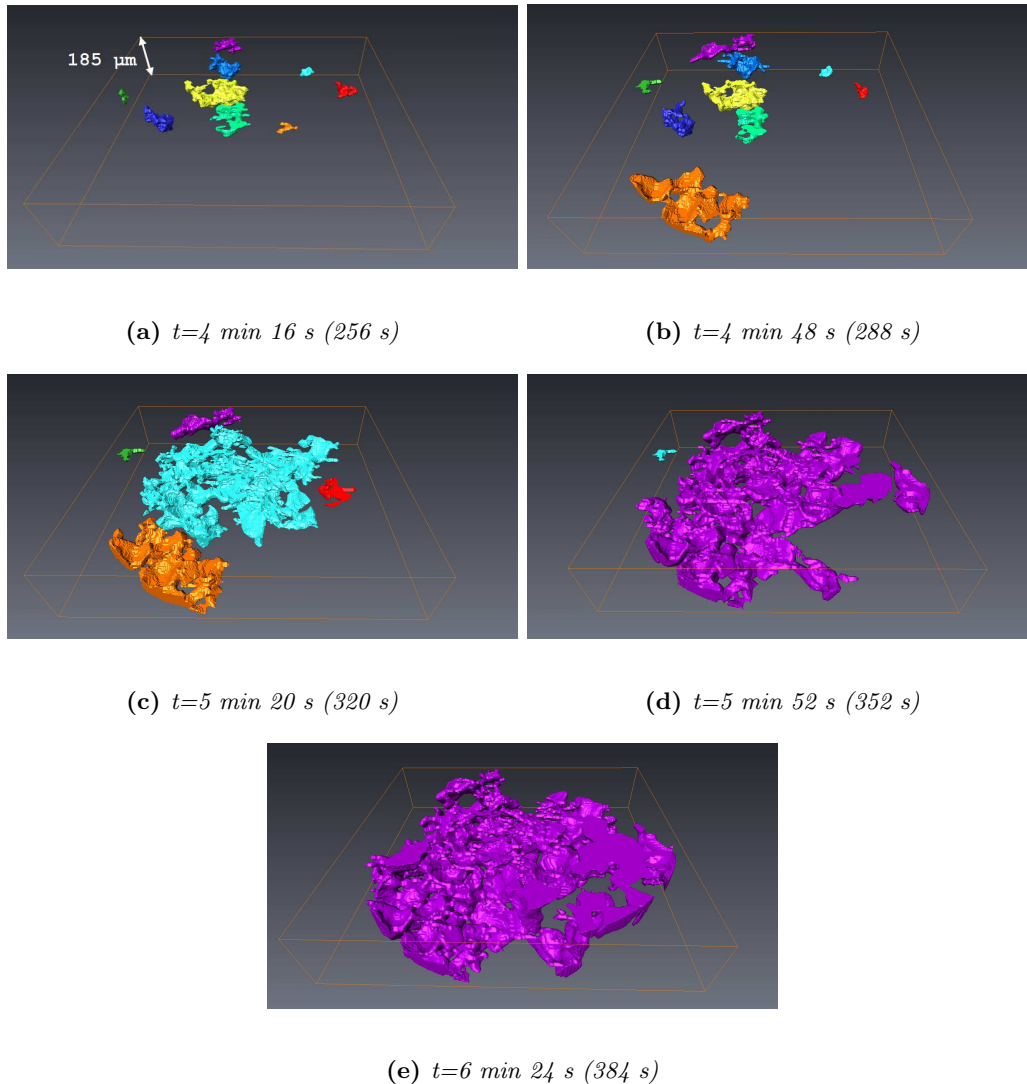 185 μm
(a) t=4 min 16 s (256 s)
(b) t=4 min 48 s (288 s)
(c) t=5 min 20 s (320 s)
(d) t=5 min 52 s (352 s)
(e) t=6 min 24 s (384 s)